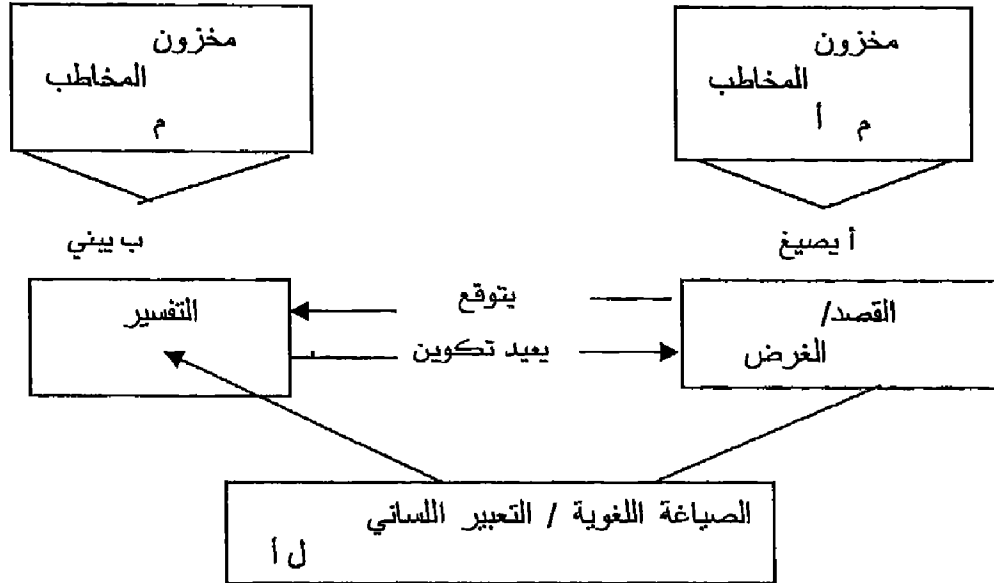 مخزون
المخاطب
م أ
مخزون
المخاطب
م
أ يصيغ
ب يبني
القصد/
الغرض
يتوقع
يعيد تكوين
التفسير
الصياغة اللغوية / التعبير اللساني
ل أ